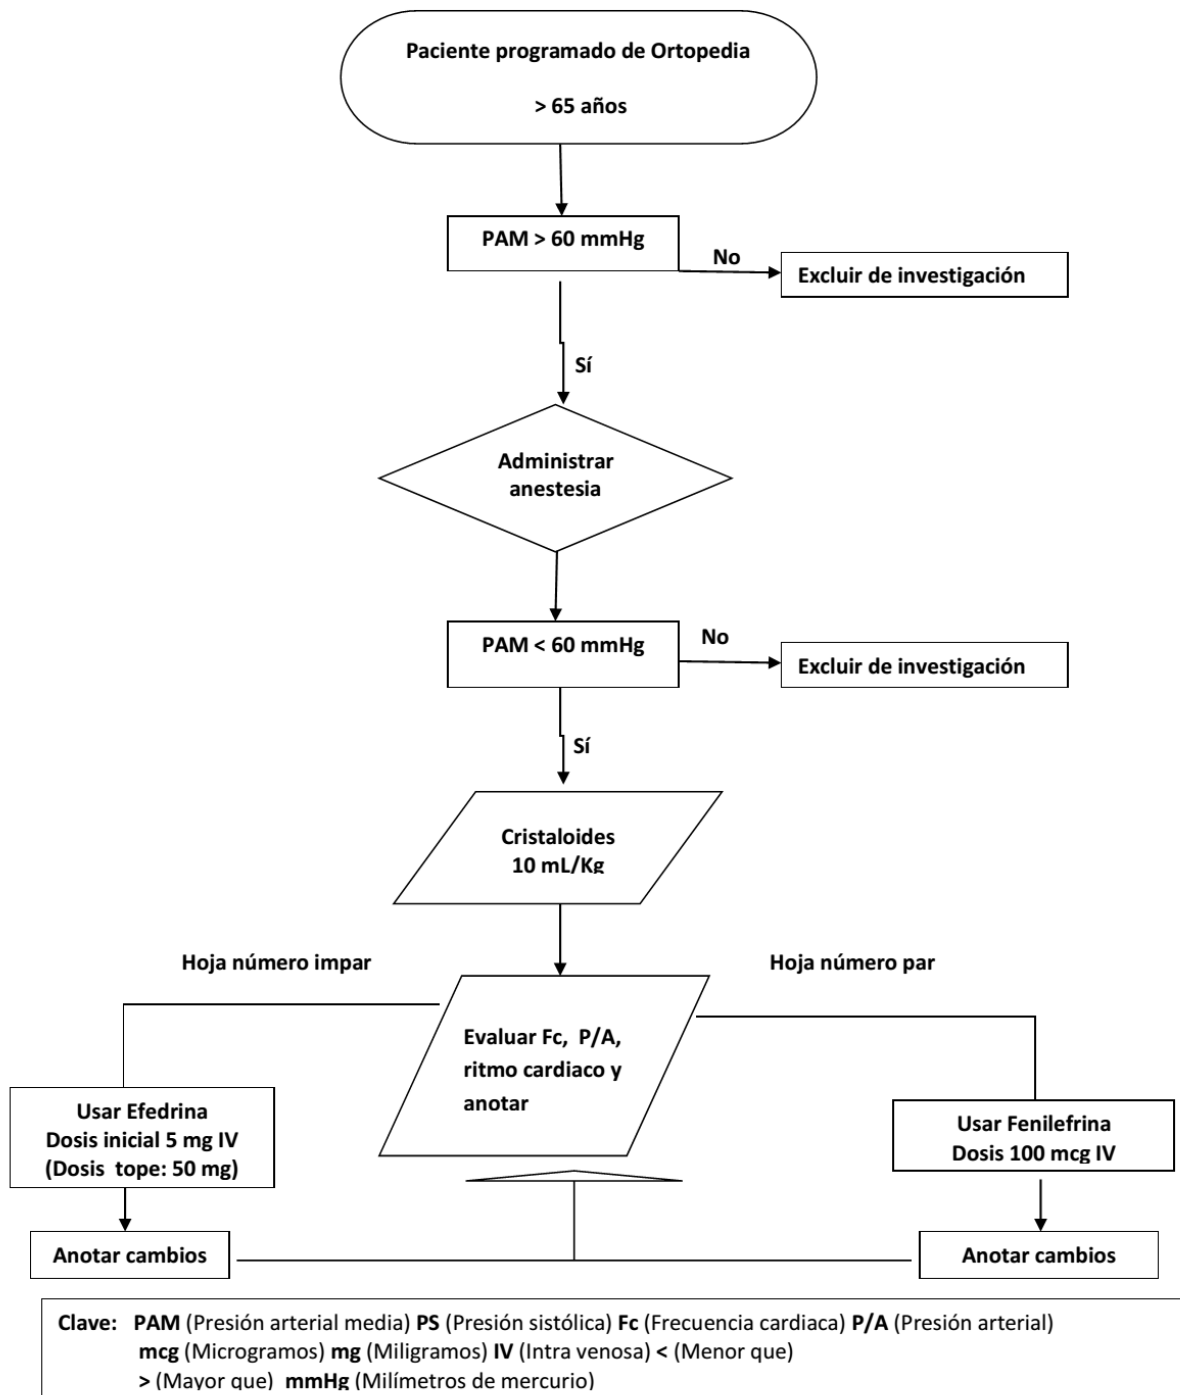 Paciente programado de Ortopedia
> 65 años
PAM > 60 mmHg
No
Excluir de investigación
Sí
Administrar
anestesia
PAM < 60 mmHg
No
Excluir de investigación
Sí
Cristaloides
10 mL/Kg
Hoja número impar
Hoja número par
Evaluar Fc, P/A,
ritmo cardiaco y
anotar
Usar Efedrina
Dosis inicial 5 mg IV
(Dosis tope: 50 mg)
Usar Fenilefrina
Dosis 100 mcg IV
Anotar cambios
Anotar cambios
Clave: PAM (Presión arterial media) PS (Presión sistólica) Fc (Frecuencia cardiaca) P/A (Presión arterial)
mcg (Microgramos) mg (Miligramos) IV (Intra venosa) < (Menor que)
> (Mayor que) mmHg (Milímetros de mercurio)